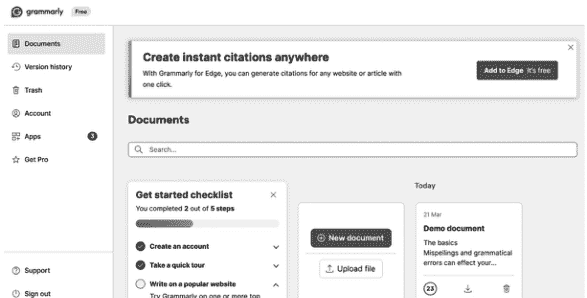 grammarly Free
Documents
Version history
Trash
Account
Apps 3
Get Pro
Support
Sign out
Create instant citations anywhere
With Grammarly for Edge, you can generate citations for any website or article with
one click.
Add to Edge It's free
Documents
Search...
Get started checklist
You completed 2 out of 5 steps
Create an account
Take a quick tour
Write on a popular website
Try Grammarly on one or more top
New document
Upload file
Today
21 Mar
Demo document
The basics
Mispellings and grammatical
errors can effect your...
23